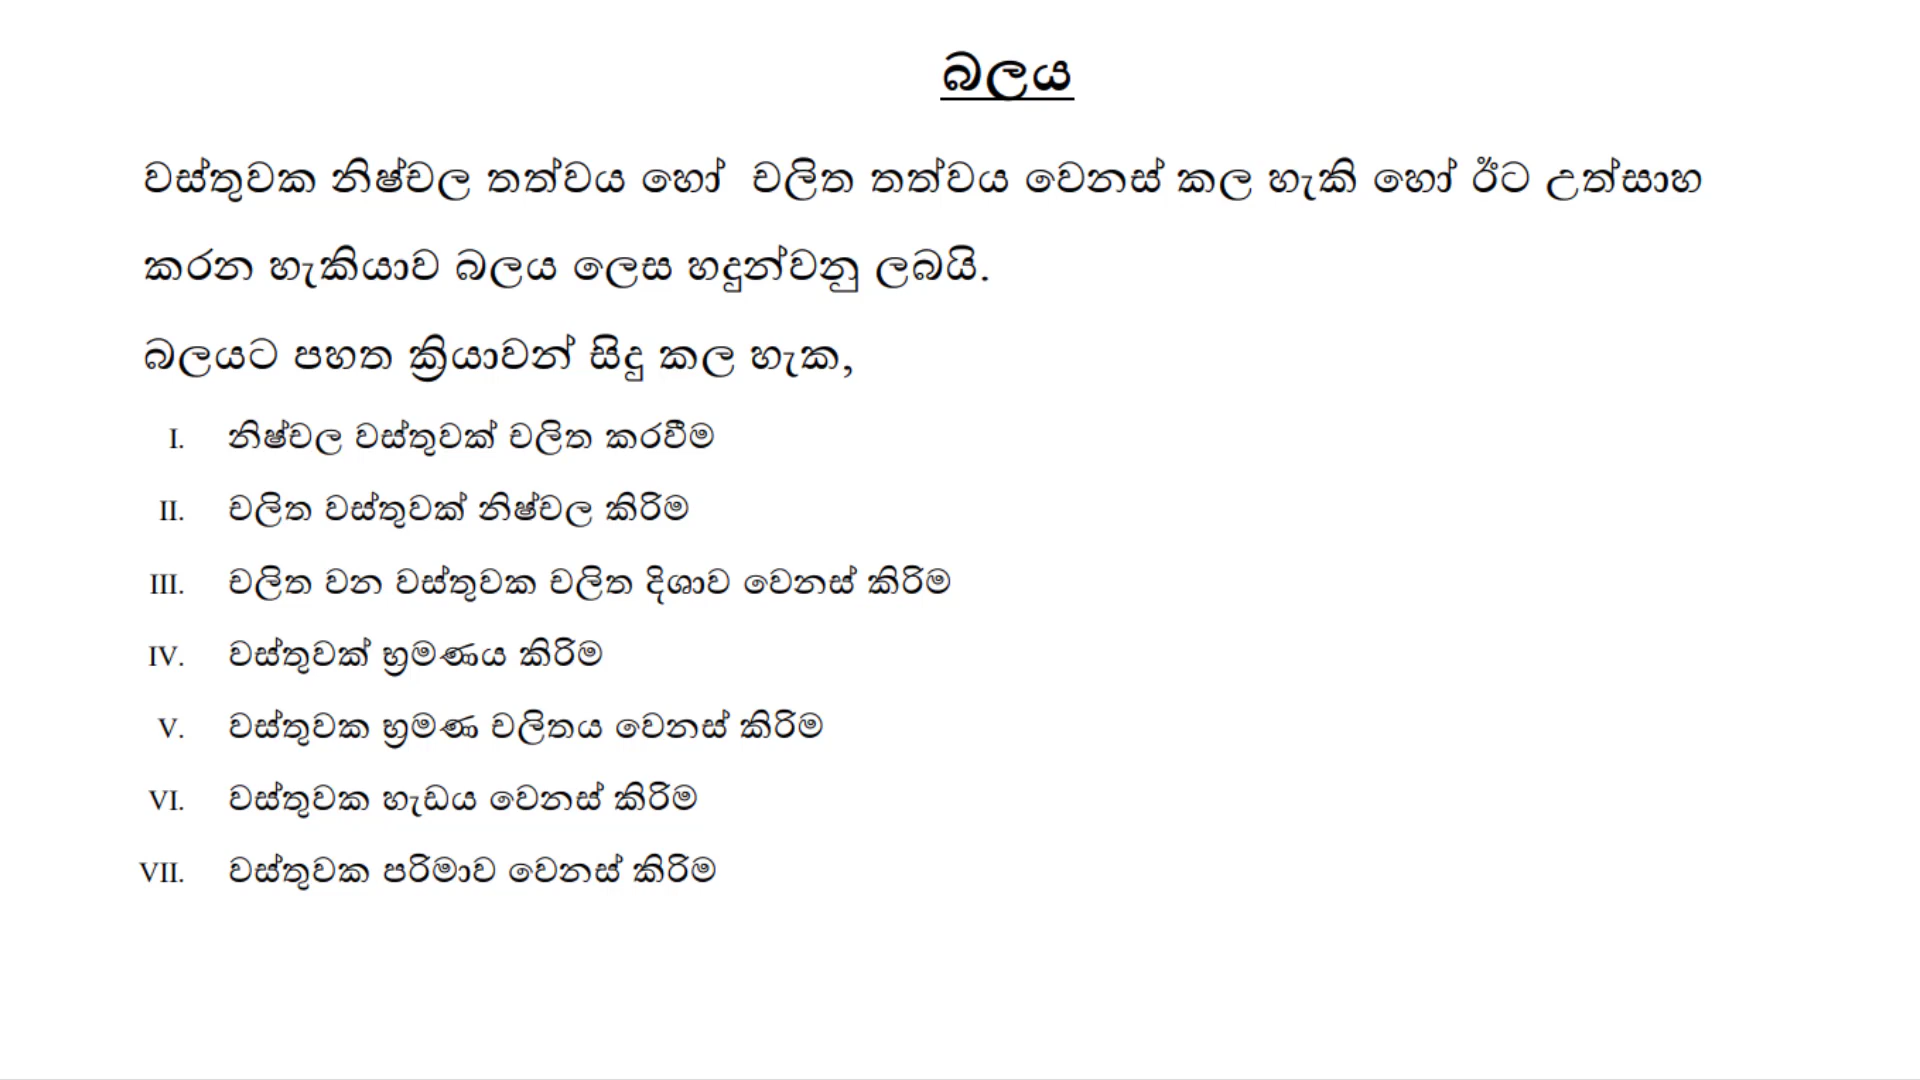 බලය
වස්තුවක නිෂ්චල තත්වය හෝ චලිත තත්වය වෙනස් කල හැකි හෝ ඊට උත්සාහ
කරන හැකියාව බලය ලෙස හදුන්වනු ලබයි.
බලයට පහත ක්‍රියාවන් සිදු කල හැක,
I. නිෂ්චල වස්තුවක් චලිත කරවීම
II. චලිත වස්තුවක් නිෂ්චල කිරිම
III. චලිත වන වස්තුවක චලිත දිශාව වෙනස් කිරිම
IV. වස්තුවක් භ්‍රමණය කිරිම
V. වස්තුවක භ්‍රමණ චලිතය වෙනස් කිරිම
VI. වස්තුවක හැඩය වෙනස් කිරිම
VII. වස්තුවක පරිමාව වෙනස් කිරිම